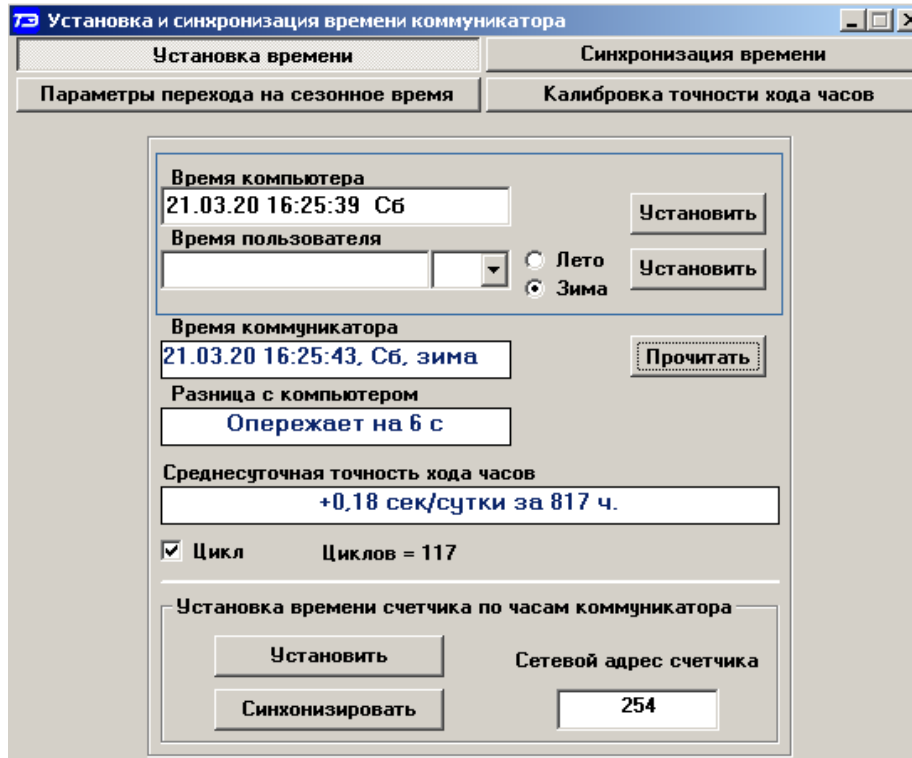 ТЭ Установка и синхронизация времени коммуникатора
Установка времени
Синхронизация времени
Параметры перехода на сезонное время
Калибровка точности хода часов
Время компьютера
21.03.20 16:25:39 Сб
Установить
Время пользователя
Лето
Зима
Установить
Время коммуникатора
21.03.20 16:25:43, Сб, зима
Прочитать
Разница с компьютером
Опережает на 6 с
Среднесуточная точность хода часов
+0,18 сек/сутки за 817 ч.
Цикл Циклов = 117
Установка времени счетчика по часам коммуникатора
Установить
Сетевой адрес счетчика
Синхонизировать
254